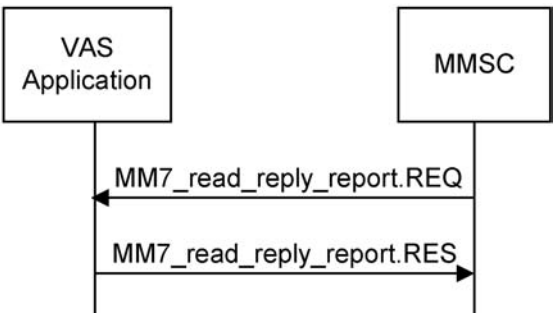 VAS
Application
MMSC
MM7_read_reply_report.REQ
MM7_read_reply_report.RES